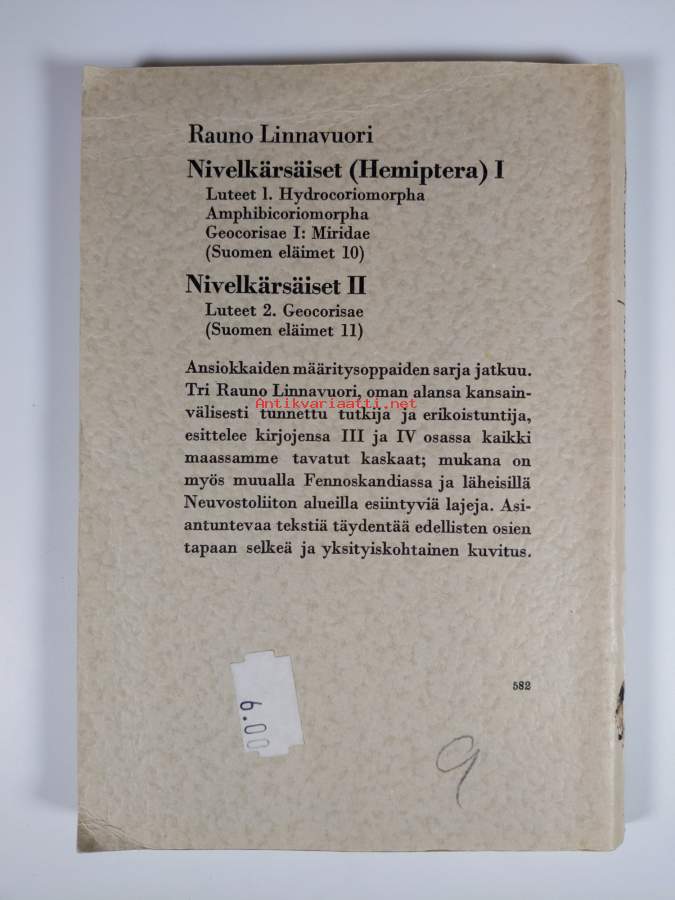 Rauno Linnavuori
Nivelkärsäiset (Hemiptera) I
Luteet 1. Hydrocoriomorpha
Amphibicoriomorpha
Geocorisae I: Miridae
(Suomen eläimet 10)
Nivelkärsäiset II
Luteet 2. Geocorisae
(Suomen eläimet 11)
Ansiokkaiden määritysoppaiden sarja jatkuu.
Tri Rauno Linnavuori, oman alansa kansain-
Antikvariaatti.net
välisesti tunnettu tutkija ja erikoistuntija,
esittelee kirjojensa III ja IV osassa kaikki
maassamme tavatut kaskaat; mukana on
myös muualla Fennoskandiassa ja läheisillä
Neuvostoliiton alueilla esiintyviä lajeja. Asi-
antuntevaa tekstiä täydentää edellisten osien
tapaan selkeä ja yksityiskohtainen kuvitus.
582
6.00
9